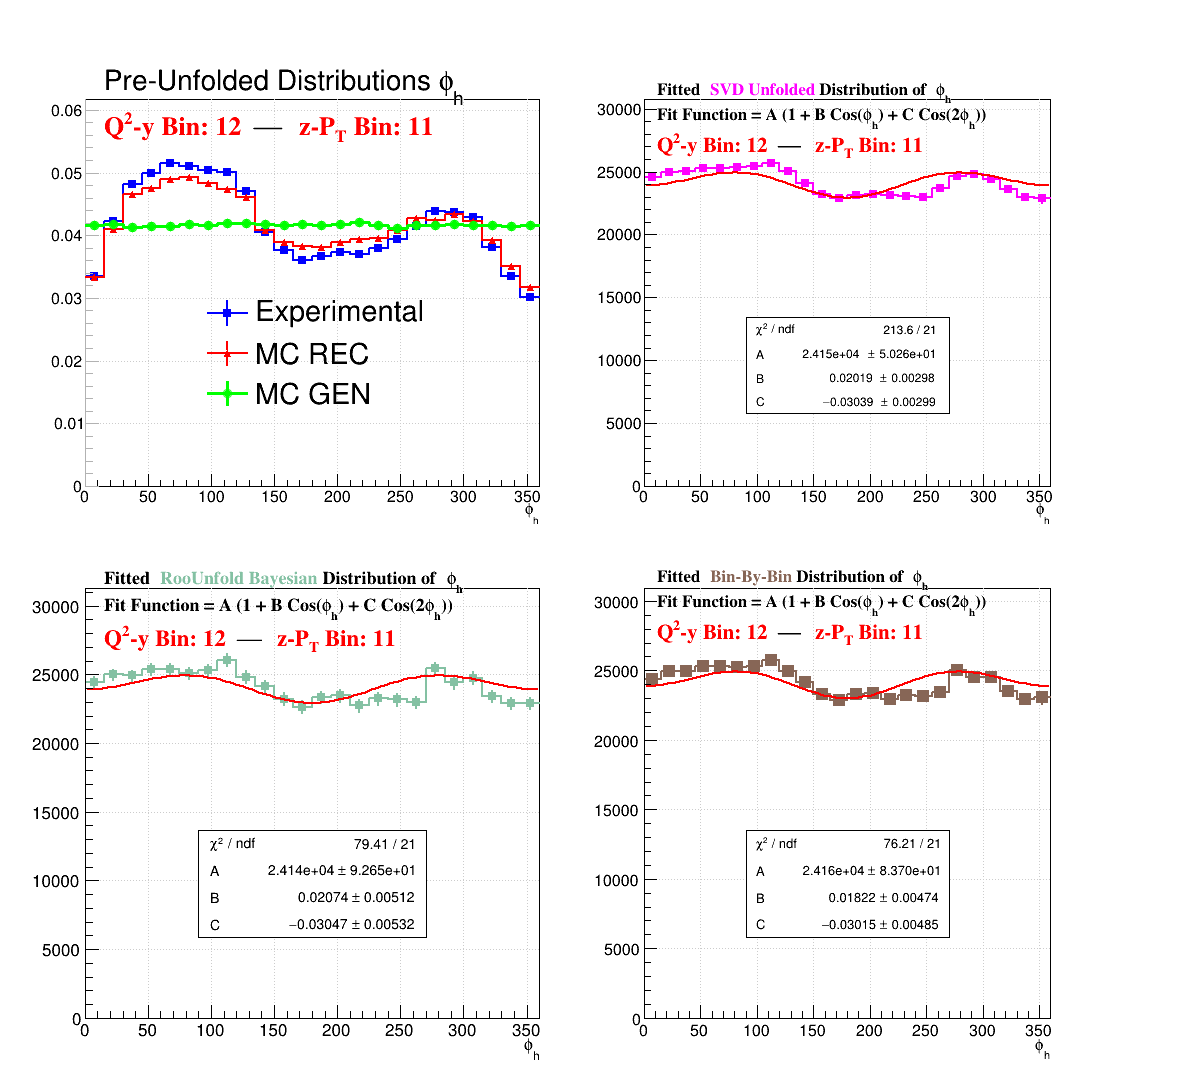 Pre-Unfolded Distributions ϕh
Q²-y Bin: 12 — z-PT Bin: 11
0.06
0.05
0.04
0.03
0.02
0.01
0
Experimental
MC REC
MC GEN
0 50 100 150 200 250 300 350
ϕh
Fitted SVD Unfolded Distribution of ϕh
Fit Function = A (1 + B Cos(ϕh) + C Cos(2ϕh))
Q²-y Bin: 12 — z-PT Bin: 11
30000
25000
20000
15000
10000
5000
0
χ² / ndf 213.6 / 21
A 2.415e+04 ± 5.026e+01
B 0.02019 ± 0.00298
C −0.03039 ± 0.00299
0 50 100 150 200 250 300 350
ϕh
Fitted RooUnfold Bayesian Distribution of ϕh
Fit Function = A (1 + B Cos(ϕh) + C Cos(2ϕh))
Q²-y Bin: 12 — z-PT Bin: 11
30000
25000
20000
15000
10000
5000
0
χ² / ndf 79.41 / 21
A 2.414e+04 ± 9.265e+01
B 0.02074 ± 0.00512
C −0.03047 ± 0.00532
0 50 100 150 200 250 300 350
ϕh
Fitted Bin-By-Bin Distribution of ϕh
Fit Function = A (1 + B Cos(ϕh) + C Cos(2ϕh))
Q²-y Bin: 12 — z-PT Bin: 11
30000
25000
20000
15000
10000
5000
0
χ² / ndf 76.21 / 21
A 2.416e+04 ± 8.370e+01
B 0.01822 ± 0.00474
C −0.03015 ± 0.00485
0 50 100 150 200 250 300 350
ϕh